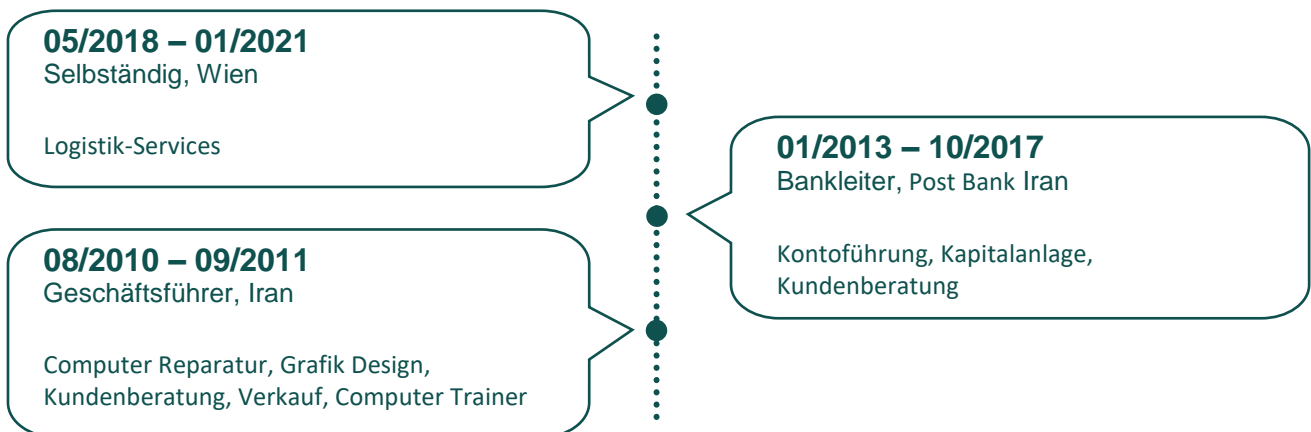 05/2018 – 01/2021
Selbständig, Wien
Logistik-Services
01/2013 – 10/2017
Bankleiter, Post Bank Iran
Kontoführung, Kapitalanlage,
Kundenberatung
08/2010 – 09/2011
Geschäftsführer, Iran
Computer Reparatur, Grafik Design,
Kundenberatung, Verkauf, Computer Trainer